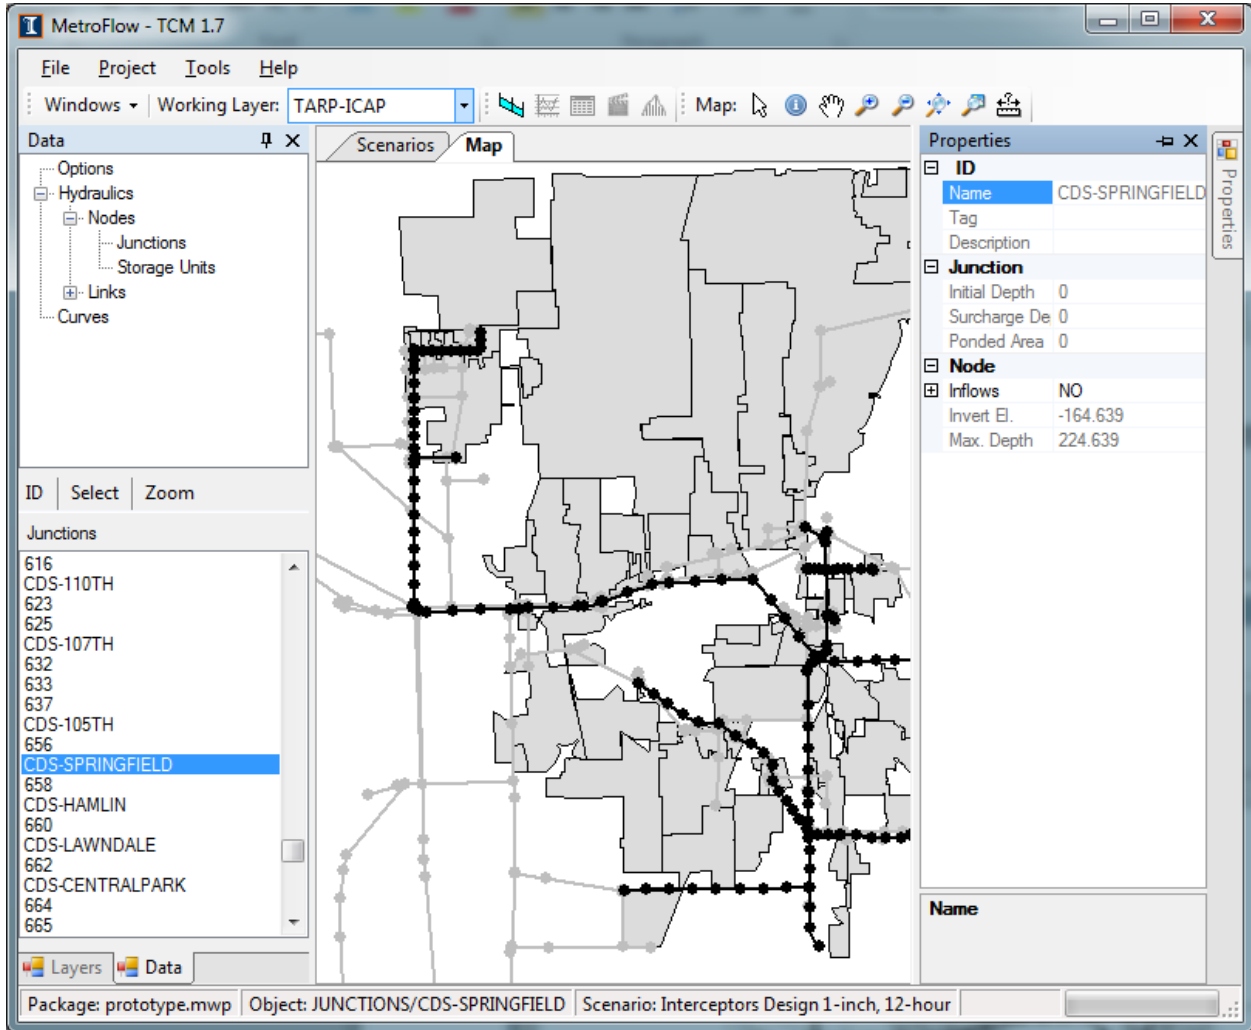 MetroFlow - TCM 1.7
File Project Tools Help
Windows Working Layer: TARP-ICAP Map:
Data
Options
Hydraulics
Nodes
Junctions
Storage Units
Links
Curves
ID Select Zoom
Junctions
616
CDS-110TH
623
625
CDS-107TH
632
633
637
CDS-105TH
656
CDS-SPRINGFIELD
658
CDS-HAMLIN
660
CDS-LAWNDALE
662
CDS-CENTRALPARK
664
665
Layers Data
Scenarios Map
Properties
ID
Name CDS-SPRINGFIELD
Tag
Description
Junction
Initial Depth 0
Surcharge De 0
Ponded Area 0
Node
Inflows NO
Invert El. -164.639
Max. Depth 224.639
Name
Properties
Package: prototype.mwp Object: JUNCTIONS/CDS-SPRINGFIELD Scenario: Interceptors Design 1-inch, 12-hour